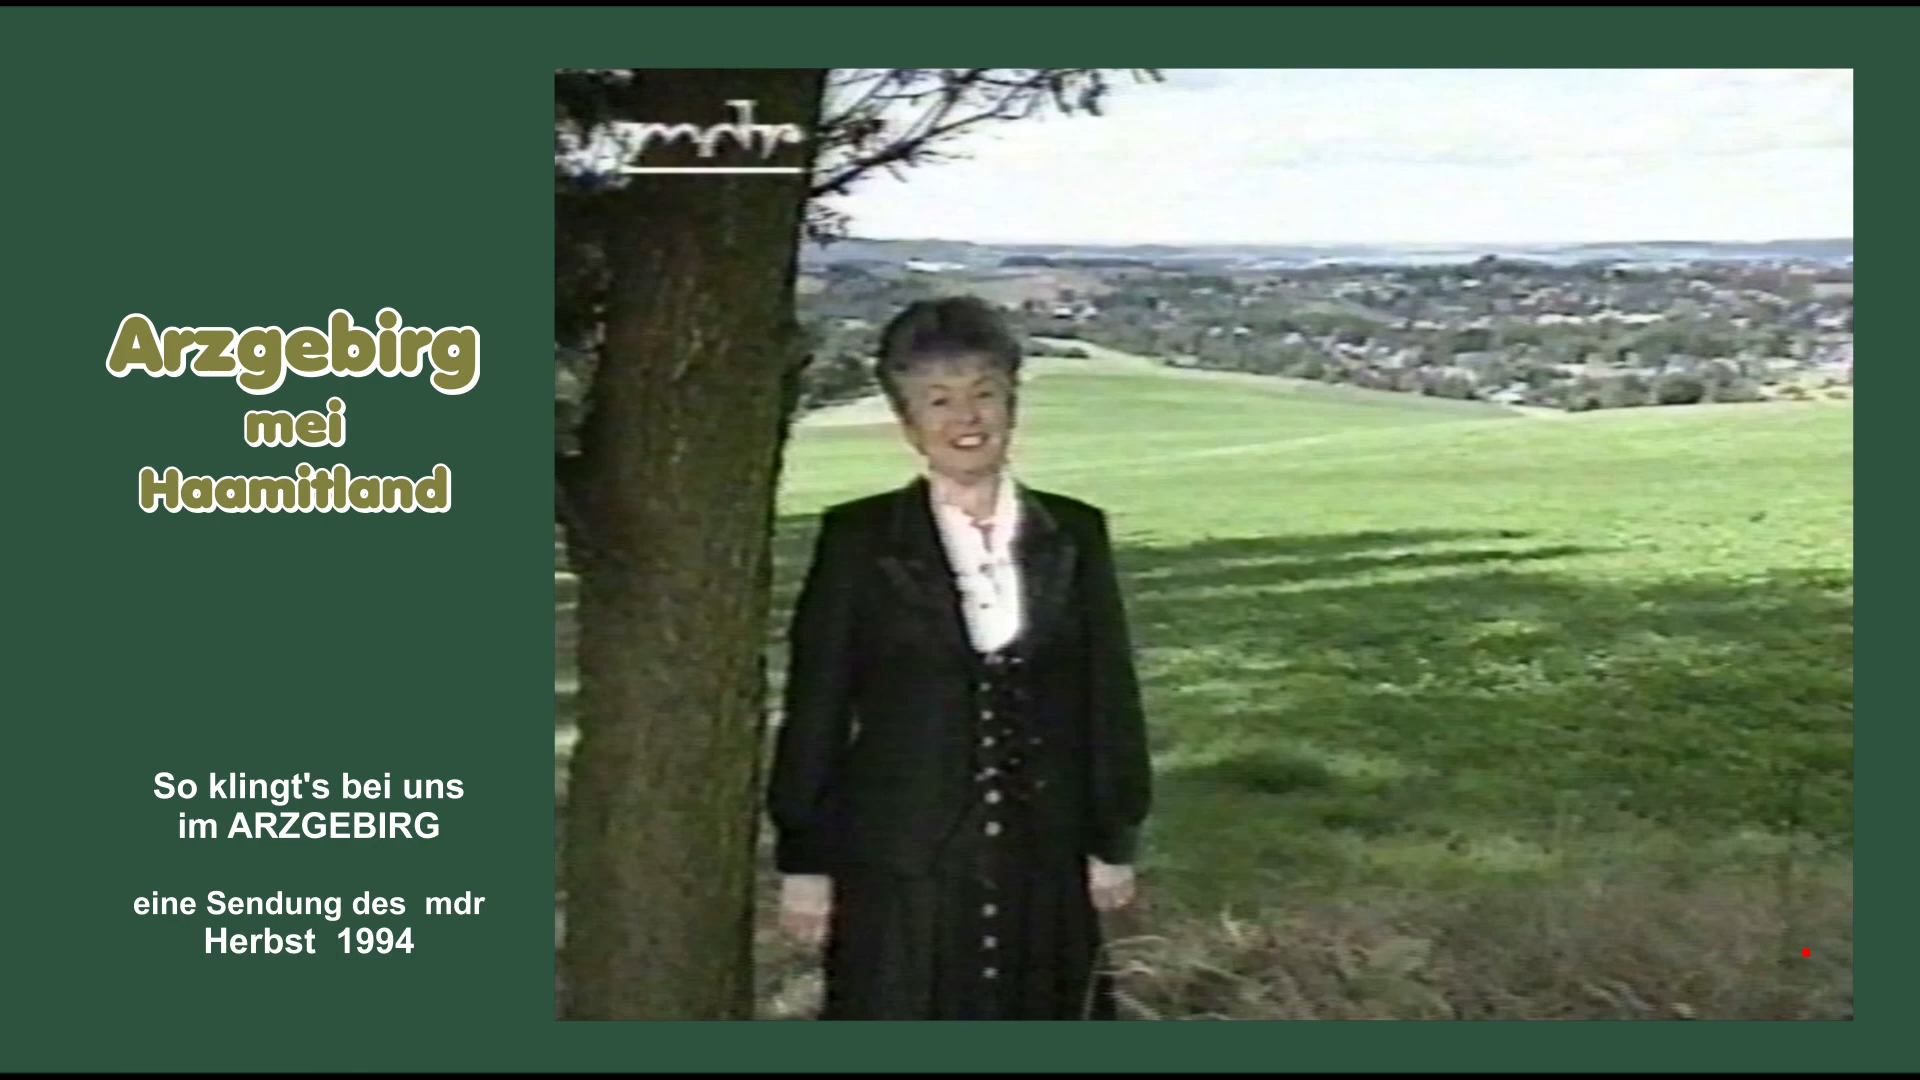 Arzgebirg
mei
Haamitland
So klingt's bei uns
im ARZGEBIRG
eine Sendung des mdr
Herbst 1994
mdr